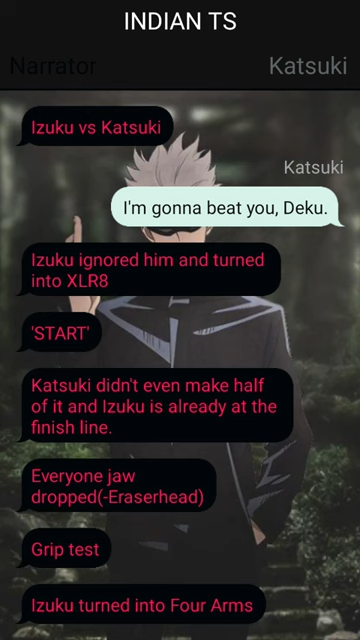 INDIAN TS
Narrator
Katsuki
Izuku vs Katsuki
Katsuki
I'm gonna beat you, Deku.
Izuku ignored him and turned
into XLR8
'START'
Katsuki didn't even make half
of it and Izuku is already at the
finish line.
Everyone jaw
dropped(-Eraserhead)
Grip test
Izuku turned into Four Arms